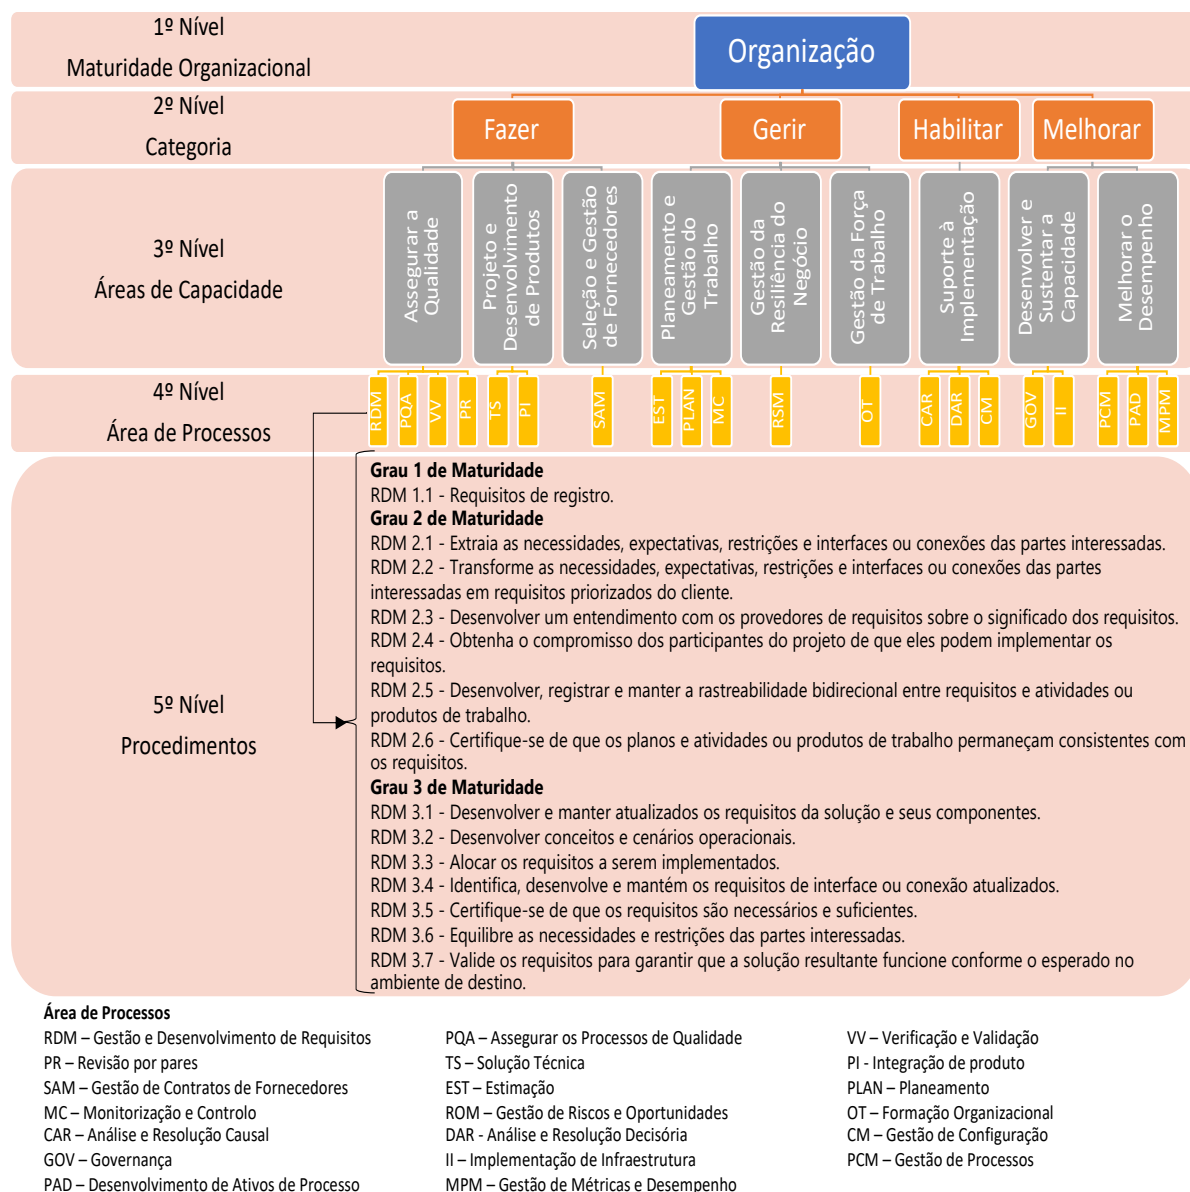 1º Nível
Maturidade Organizacional
Organização
2º Nível
Categoria
Fazer
Gerir
Habilitar
Melhorar
3º Nível
Áreas de Capacidade
Assegurar a
Qualidade
Projeto e
Desenvolvimento
de Produtos
Seleção e Gestão
de Fornecedores
Planeamento e
Gestão do
Trabalho
Gestão da
Resiliência do
Negócio
Gestão da Força
de Trabalho
Suporte à
Implementação
Desenvolver e
Sustentar a
Capacidade
Melhorar o
Desempenho
4º Nível
Área de Processos
RDM
PQA
VV
PR
TS
PI
SAM
EST
PLAN
MC
RSM
OT
CAR
DAR
CM
GOV
II
PCM
PAD
MPM
5º Nível
Procedimentos
Grau 1 de Maturidade
RDM 1.1 - Requisitos de registro.
Grau 2 de Maturidade
RDM 2.1 - Extraia as necessidades, expectativas, restrições e interfaces ou conexões das partes interessadas.
RDM 2.2 - Transforme as necessidades, expectativas, restrições e interfaces ou conexões das partes
interessadas em requisitos priorizados do cliente.
RDM 2.3 - Desenvolver um entendimento com os provedores de requisitos sobre o significado dos requisitos.
RDM 2.4 - Obtenha o compromisso dos participantes do projeto de que eles podem implementar os
requisitos.
RDM 2.5 - Desenvolver, registrar e manter a rastreabilidade bidirecional entre requisitos e atividades ou
produtos de trabalho.
RDM 2.6 - Certifique-se de que os planos e atividades ou produtos de trabalho permaneçam consistentes com
os requisitos.
Grau 3 de Maturidade
RDM 3.1 - Desenvolver e manter atualizados os requisitos da solução e seus componentes.
RDM 3.2 - Desenvolver conceitos e cenários operacionais.
RDM 3.3 - Alocar os requisitos a serem implementados.
RDM 3.4 - Identifica, desenvolve e mantém os requisitos de interface ou conexão atualizados.
RDM 3.5 - Certifique-se de que os requisitos são necessários e suficientes.
RDM 3.6 - Equilibre as necessidades e restrições das partes interessadas.
RDM 3.7 - Valide os requisitos para garantir que a solução resultante funcione conforme o esperado no
ambiente de destino.
Área de Processos
RDM – Gestão e Desenvolvimento de Requisitos
PQA – Assegurar os Processos de Qualidade
VV – Verificação e Validação
PR – Revisão por pares
TS – Solução Técnica
PI - Integração de produto
SAM – Gestão de Contratos de Fornecedores
EST – Estimação
PLAN – Planeamento
MC – Monitorização e Controlo
ROM – Gestão de Riscos e Oportunidades
OT – Formação Organizacional
CAR – Análise e Resolução Causal
DAR - Análise e Resolução Decisória
CM – Gestão de Configuração
GOV – Governança
II – Implementação de Infraestrutura
PCM – Gestão de Processos
PAD – Desenvolvimento de Ativos de Processo
MPM – Gestão de Métricas e Desempenho